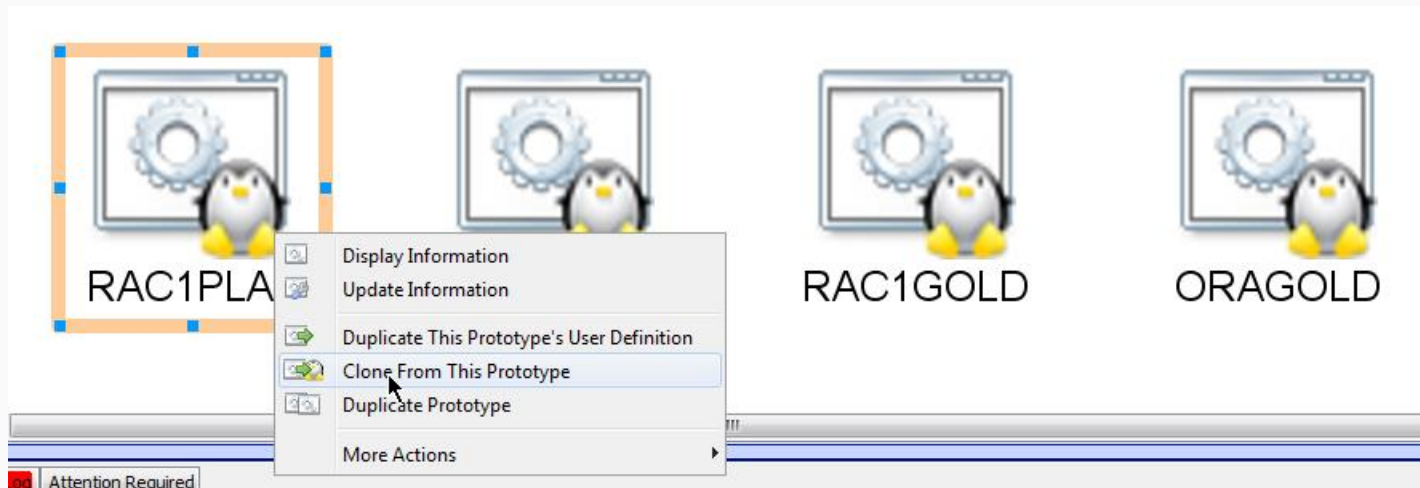 RAC1PLA
RAC1GOLD
ORAGOLD
Display Information
Update Information
Duplicate This Prototype's User Definition
Clone From This Prototype
Duplicate Prototype
More Actions
Attention Required